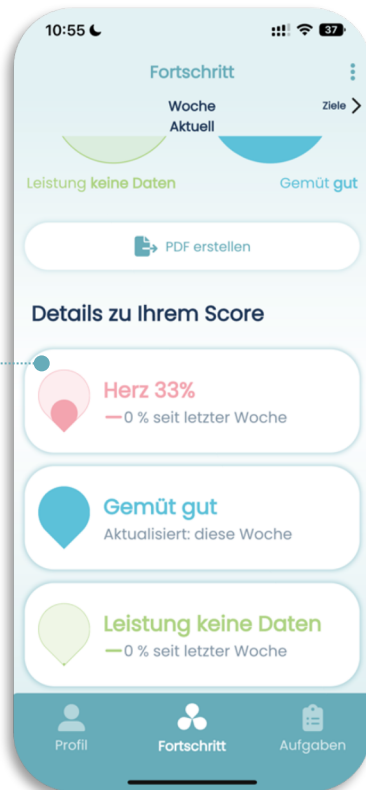 10:55
37
Fortschritt
Woche
Ziele
Aktuell
Leistung keine Daten
Gemüt gut
PDF erstellen
Details zu Ihrem Score
Herz 33%
0 % seit letzter Woche
Gemüt gut
Aktualisiert: diese Woche
Leistung keine Daten
0 % seit letzter Woche
Profil
Fortschritt
Aufgaben